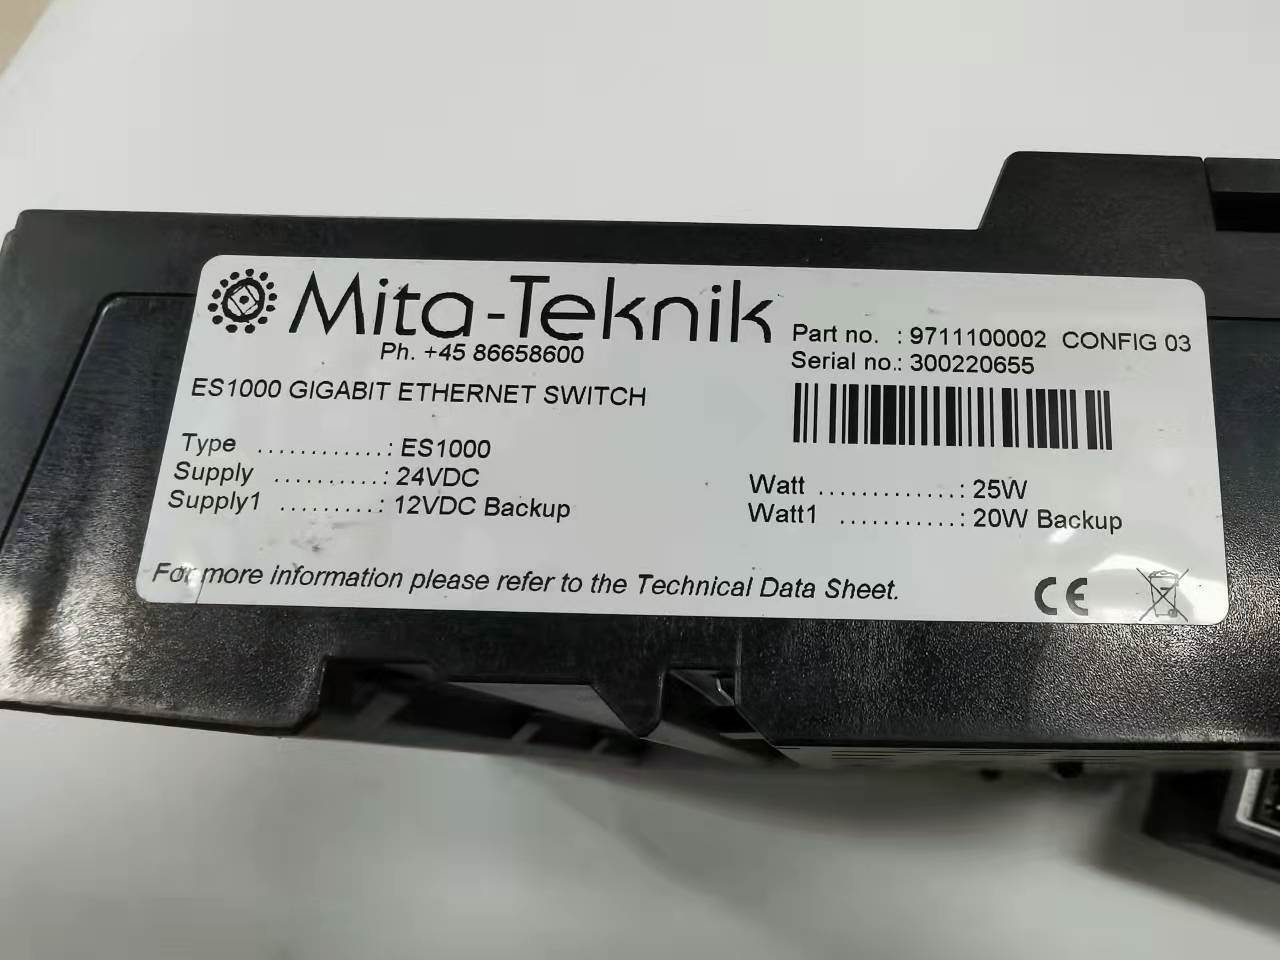 Mita-Teknik
Ph. +45 86658600
Part no. : 9711100002 CONFIG 03
Serial no.: 300220655
ES1000 GIGABIT ETHERNET SWITCH
Type ............: ES1000
Supply ..........: 24VDC
Supply1 .........: 12VDC Backup
Watt .............: 25W
Watt1 ...........: 20W Backup
For more information please refer to the Technical Data Sheet.
CE